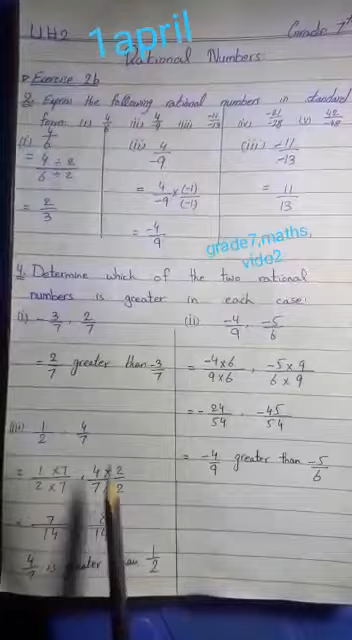 UH2
1 april
Grade 7th
Rational Numbers
Exercise 2b
Q: Express the following rational numbers in standard
form: (i) 4/6 (ii) 4/-9 (iii) -11/-13 (iv) -21/-28 (v) 42/-48
(i) 4/6
= 4 ÷ 2 / 6 ÷ 2
= 2/3
(ii) 4/-9
= 4/-9 × (-1)/(-1)
= -4/9
(iii) -11/-13
= 11/13
grade7,maths,
vido2
4. Determine which of the two rational
numbers is greater in each case:
(i) -3/7, 2/7
= 2/7 greater than -3/7
(ii) -4/9, -5/6
= -4×6/9×6, -5×9/6×9
= -24/54, -45/54
= -4/9 greater than -5/6
(iii) 1/2, 4/7
= 1×7/2×7, 4×2/7×2
= 7/14
4/7 is greater than 1/2